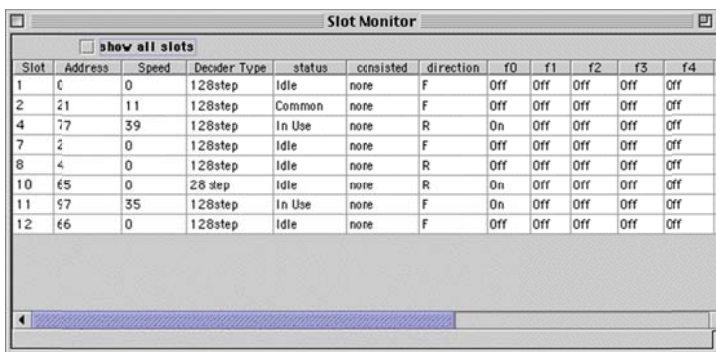 Slot Monitor
show all slots
Slot Address Speed Decoder Type status consisted direction f0 f1 f2 f3 f4
1 0 128step Idle none F Off Off Off Off Off
2 21 11 128step Common none F Off Off Off Off Off
4 77 39 128step In Use none R On Off Off Off Off
7 2 0 128step Idle none F Off Off Off Off Off
8 4 0 128step Idle none R Off Off Off Off Off
10 65 0 28 step Idle none R On Off Off Off Off
11 97 35 128step In Use none F On Off Off Off Off
12 66 0 128step Idle none F Off Off Off Off Off